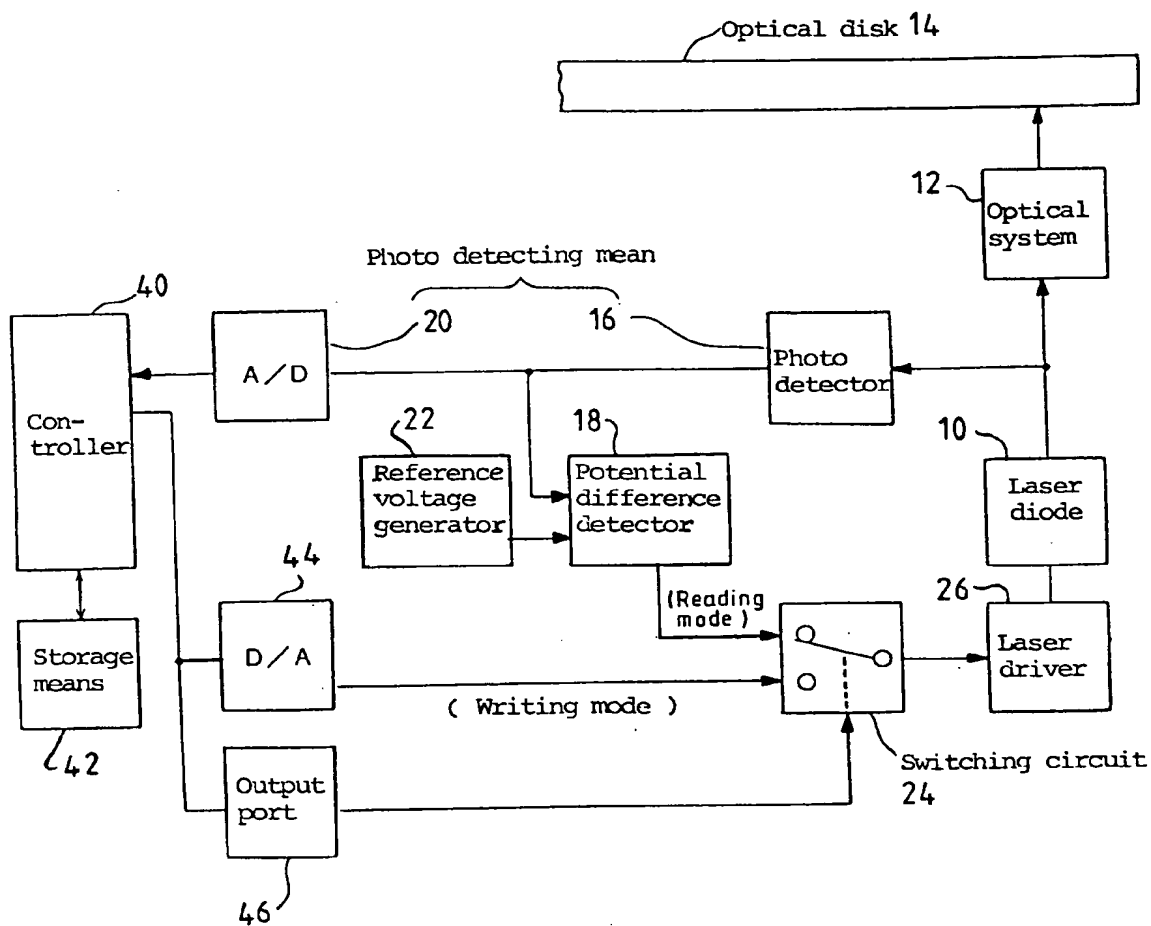 Optical disk 14
12
Optical
system
Photo detecting mean
40
20
16
A/D
Photo
detector
Con-
troller
22
18
10
Reference
voltage
generator
Potential
difference
detector
Laser
diode
44
(Reading
mode)
26
Storage
means
D/A
Laser
driver
( Writing mode )
42
Output
port
Switching circuit
24
46